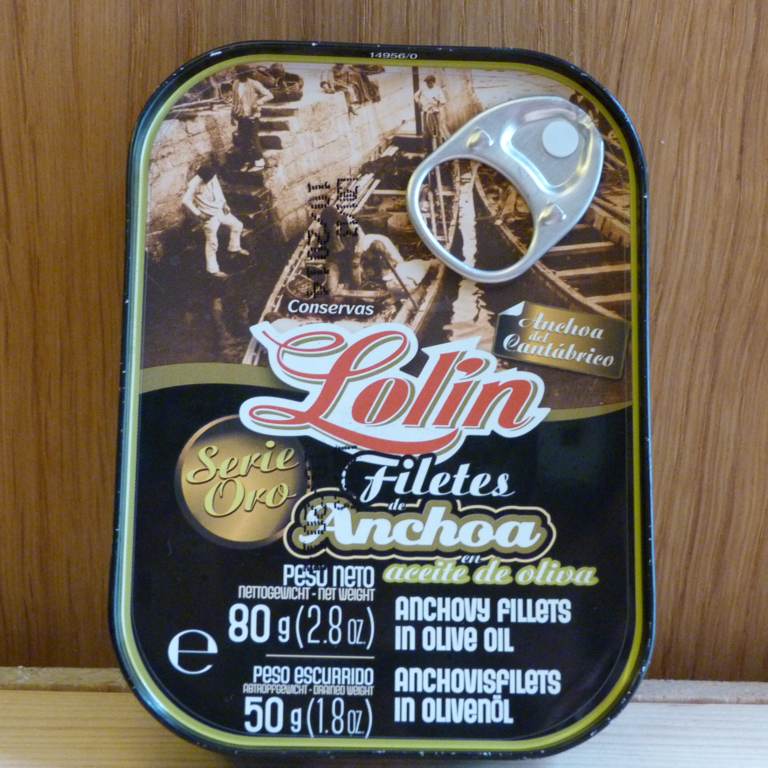 14956/0
Conservas
Lolin
Anchoa
del
Cantábrico
Serie
Oro
Filetes
de
Anchoa
en
aceite de oliva
PESO NETO
NETTOGEWICHT - NET WEIGHT
80 g (2.8 oz.)
ANCHOVY FILLETS
IN OLIVE OIL
e
PESO ESCURRIDO
ABTROPFGEWICHT - DRAINED WEIGHT
50 g (1.8 oz.)
ANCHOVISFILETS
IN OLIVENÖL